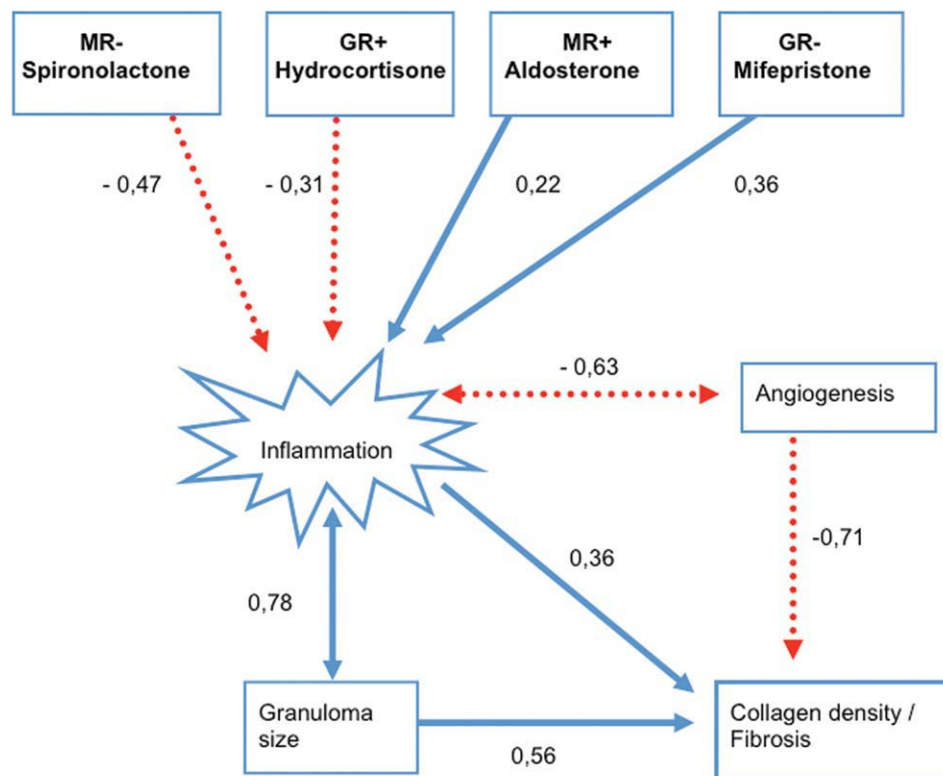 MR-
Spironolactone
GR+
Hydrocortisone
MR+
Aldosterone
GR-
Mifepristone
- 0,47
- 0,31
0,22
0,36
- 0,63
Angiogenesis
Inflammation
-0,71
0,36
0,78
Granuloma
size
0,56
Collagen density /
Fibrosis